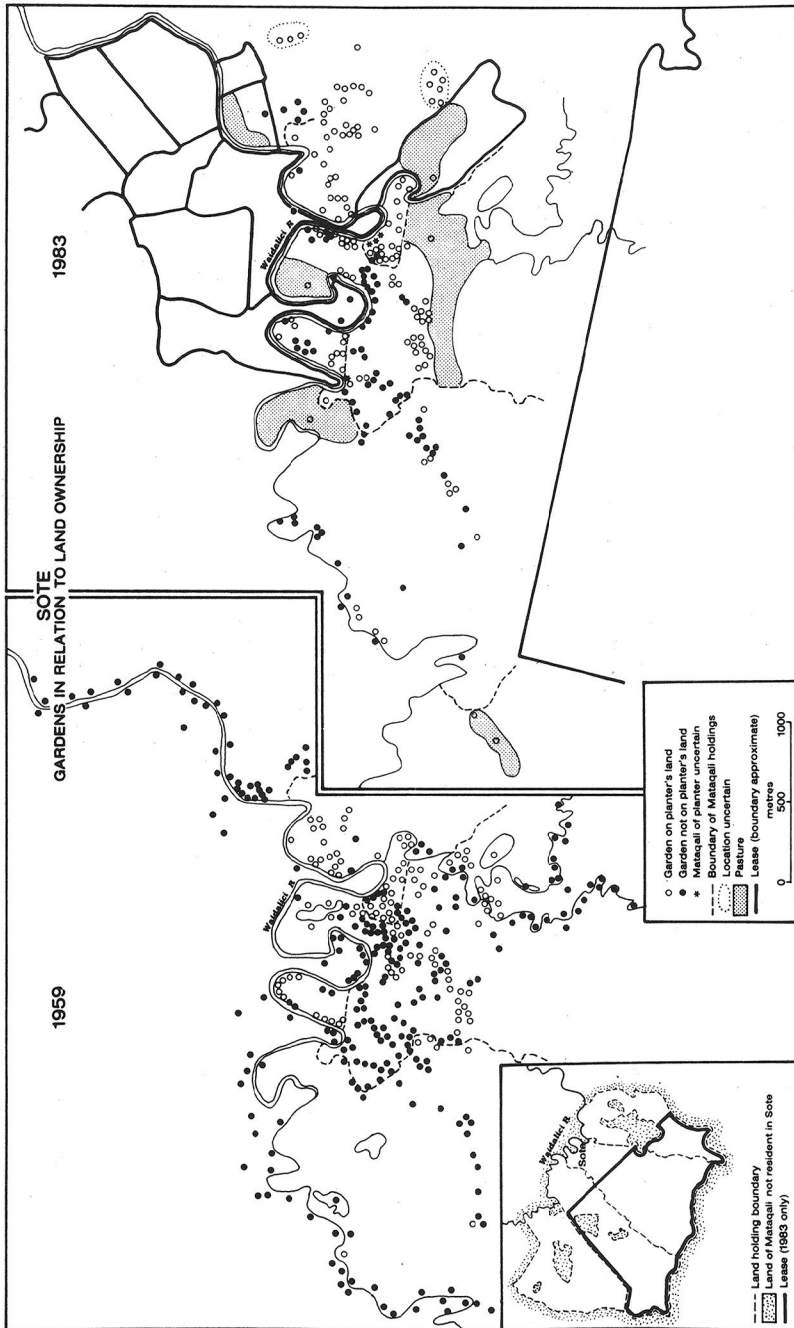 SOTE
GARDENS IN RELATION TO LAND OWNERSHIP
1959
Waidalici R
1983
Waidalici R
Waidalici R
Sote
Land holding boundary
Land of Mataqali not resident in Sote
Lease (1983 only)
Garden on planter's land
Garden not on planter's land
* Mataqali of planter uncertain
Boundary of Mataqali holdings
Location uncertain
Pasture
Lease (boundary approximate)
0 500 1000
metres